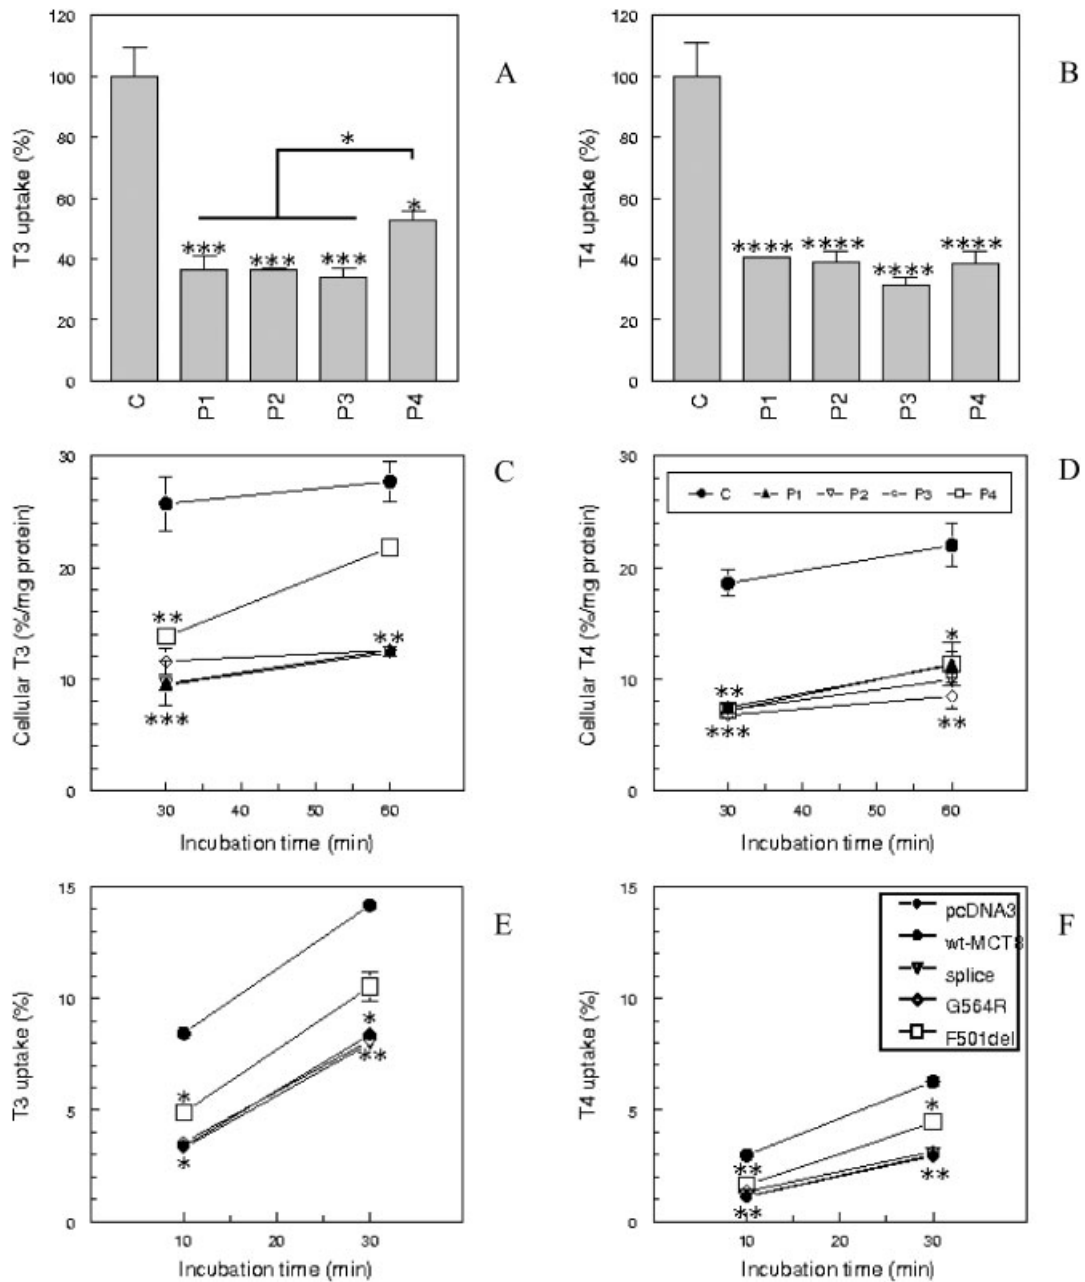 A
T3 uptake (%)
120
100
80
60
40
20
0
*
***
***
***
*
C
P1
P2
P3
P4
B
T4 uptake (%)
120
100
80
60
40
20
0
****
****
****
****
C
P1
P2
P3
P4
C
Cellular T3 (%/mg protein)
30
20
10
0
**
***
**
30 40 50 60
Incubation time (min)
D
Cellular T4 (%/mg protein)
30
20
10
0
C P1 P2 P3 P4
**
***
*
**
30 40 50 60
Incubation time (min)
E
T3 uptake (%)
15
10
5
0
*
*
*
**
10 30
Incubation time (min)
F
T4 uptake (%)
15
10
5
0
pcDNA3
wt-MCT8
splice
G564R
F501del
**
**
*
**
10 30
Incubation time (min)